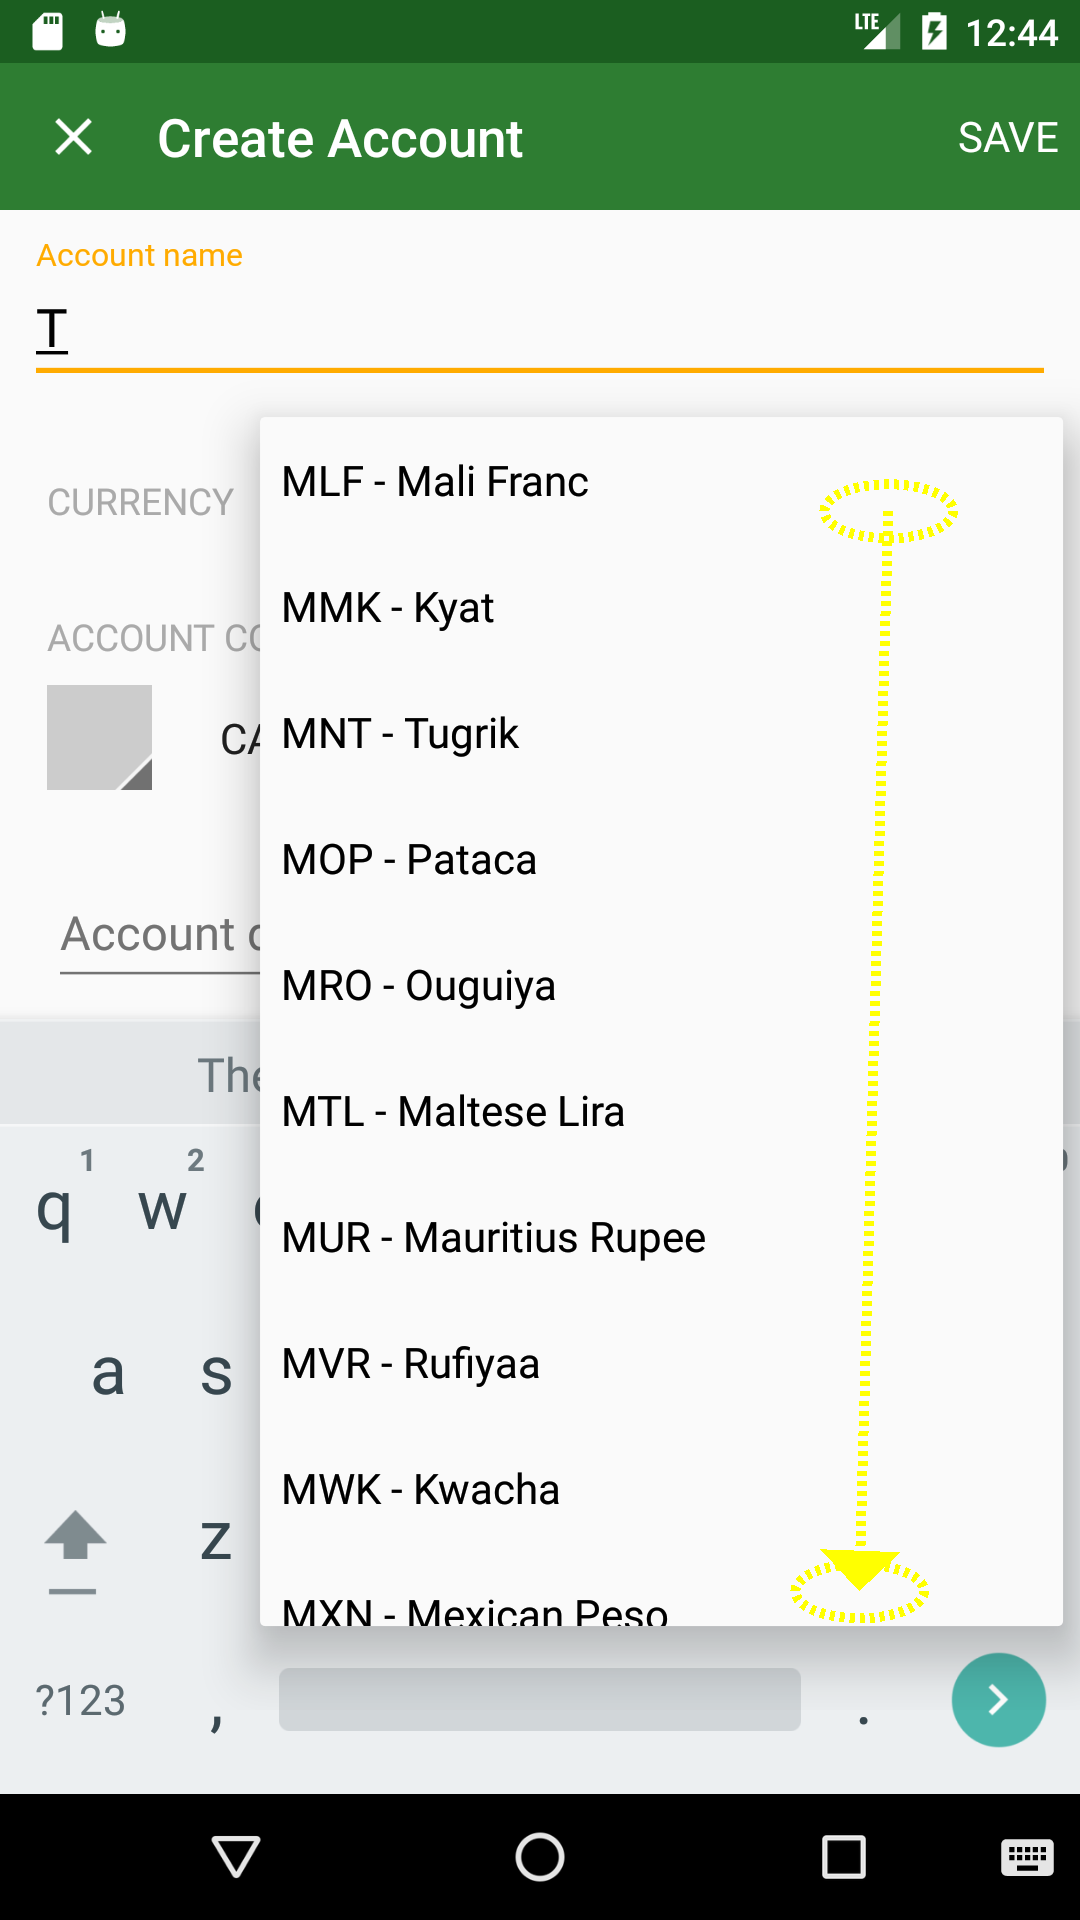 LTE 12:44
Create Account SAVE
Account name
T
MLF - Mali Franc
CURRENCY
MMK - Kyat
ACCOUNT CO
MNT - Tugrik
CA
MOP - Pataca
Account
MRO - Ouguiya
The
MTL - Maltese Lira
1 2
q w
MUR - Mauritius Rupee
a s
MVR - Rufiyaa
MWK - Kwacha
z
MXN - Mexican Peso
?123 , .